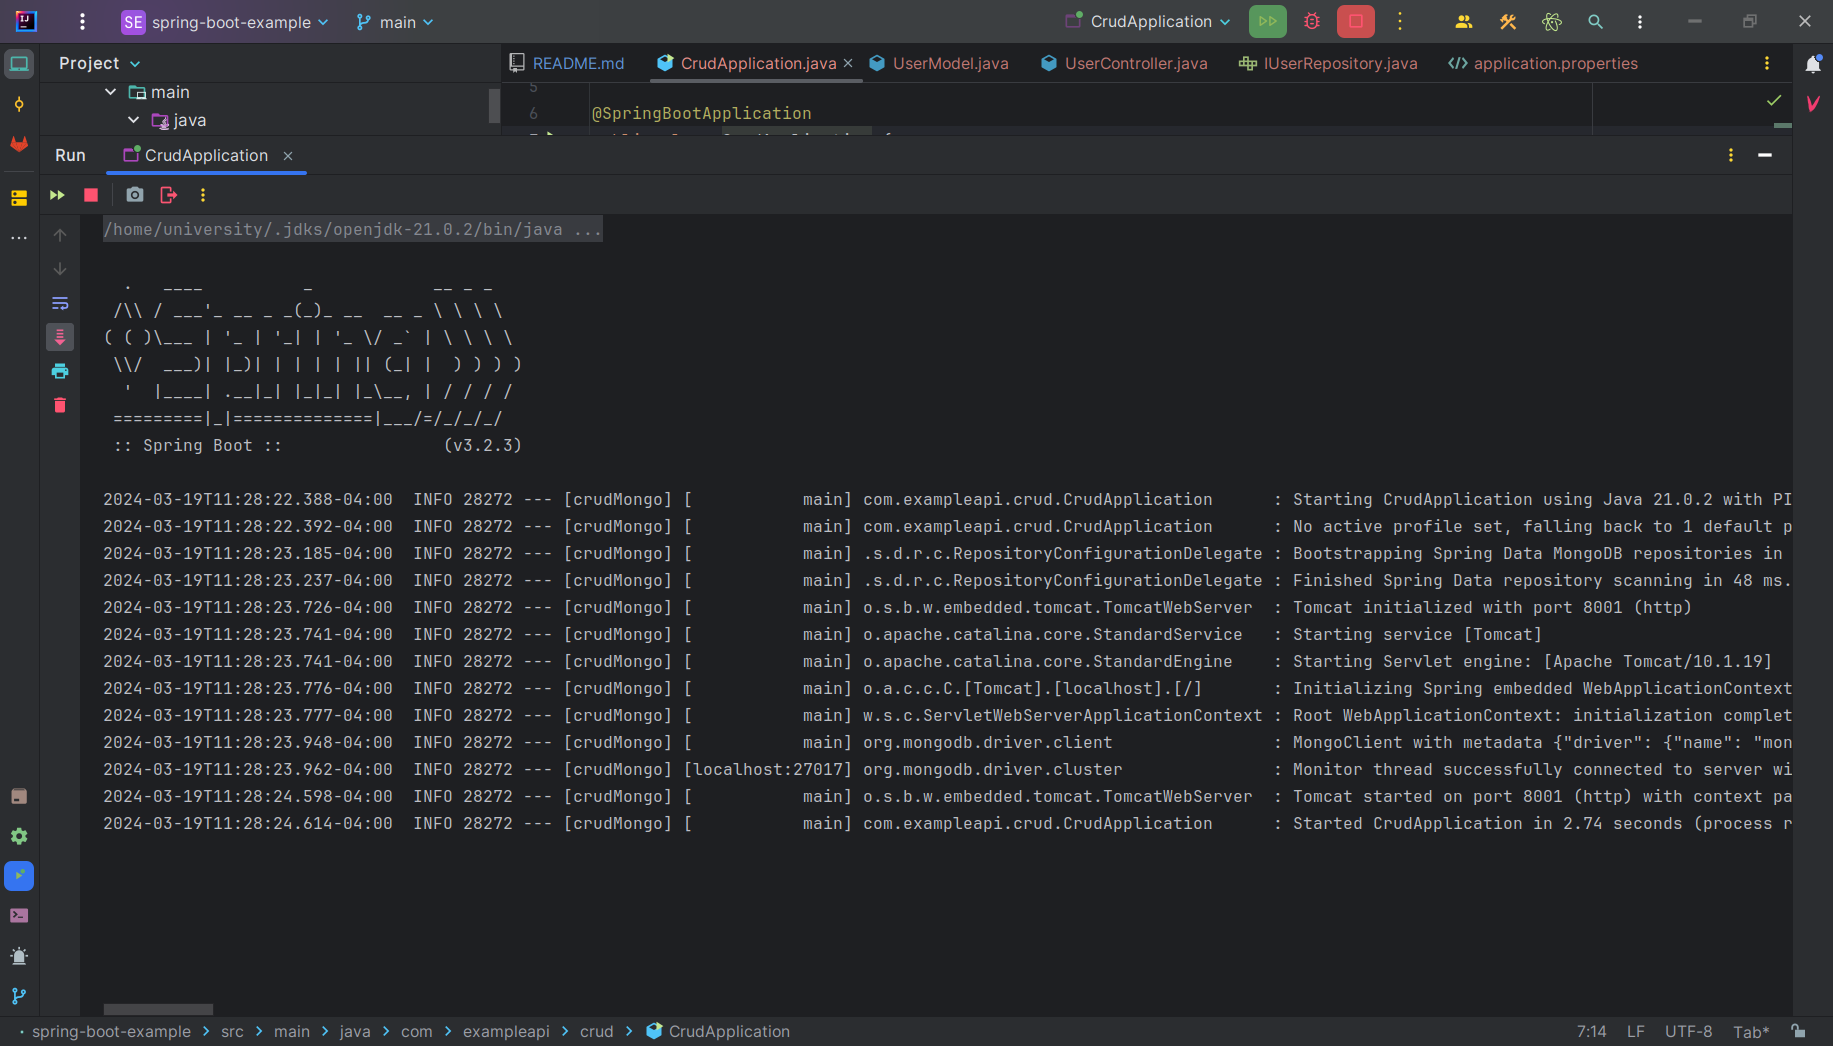 SE spring-boot-example main CrudApplication
Project README.md CrudApplication.java UserModel.java UserController.java IUserRepository.java application.properties
main
5
java
6 @SpringBootApplication
Run CrudApplication
/home/university/.jdks/openjdk-21.0.2/bin/java ...
  .   ____          _            __ _ _
 /\\ / ___'_ __ _ _(_)_ __  __ _ \ \ \ \
( ( )\___ | '_ | '_| | '_ \/ _` | \ \ \ \
 \\/  ___)| |_)| | | | | || (_| |  ) ) ) )
  '  |____| .__|_| |_|_| |_\__, | / / / /
 =========|_|==============|___/=/_/_/_/
 :: Spring Boot ::                (v3.2.3)
2024-03-19T11:28:22.388-04:00  INFO 28272 --- [crudMongo] [           main] com.exampleapi.crud.CrudApplication      : Starting CrudApplication using Java 21.0.2 with PI
2024-03-19T11:28:22.392-04:00  INFO 28272 --- [crudMongo] [           main] com.exampleapi.crud.CrudApplication      : No active profile set, falling back to 1 default p
2024-03-19T11:28:23.185-04:00  INFO 28272 --- [crudMongo] [           main] .s.d.r.c.RepositoryConfigurationDelegate : Bootstrapping Spring Data MongoDB repositories in
2024-03-19T11:28:23.237-04:00  INFO 28272 --- [crudMongo] [           main] .s.d.r.c.RepositoryConfigurationDelegate : Finished Spring Data repository scanning in 48 ms.
2024-03-19T11:28:23.726-04:00  INFO 28272 --- [crudMongo] [           main] o.s.b.w.embedded.tomcat.TomcatWebServer  : Tomcat initialized with port 8001 (http)
2024-03-19T11:28:23.741-04:00  INFO 28272 --- [crudMongo] [           main] o.apache.catalina.core.StandardService   : Starting service [Tomcat]
2024-03-19T11:28:23.741-04:00  INFO 28272 --- [crudMongo] [           main] o.apache.catalina.core.StandardEngine    : Starting Servlet engine: [Apache Tomcat/10.1.19]
2024-03-19T11:28:23.776-04:00  INFO 28272 --- [crudMongo] [           main] o.a.c.c.C.[Tomcat].[localhost].[/]       : Initializing Spring embedded WebApplicationContext
2024-03-19T11:28:23.777-04:00  INFO 28272 --- [crudMongo] [           main] w.s.c.ServletWebServerApplicationContext : Root WebApplicationContext: initialization complet
2024-03-19T11:28:23.948-04:00  INFO 28272 --- [crudMongo] [           main] org.mongodb.driver.client                : MongoClient with metadata {"driver": {"name": "mon
2024-03-19T11:28:23.962-04:00  INFO 28272 --- [crudMongo] [localhost:27017] org.mongodb.driver.cluster               : Monitor thread successfully connected to server wi
2024-03-19T11:28:24.598-04:00  INFO 28272 --- [crudMongo] [           main] o.s.b.w.embedded.tomcat.TomcatWebServer  : Tomcat started on port 8001 (http) with context pa
2024-03-19T11:28:24.614-04:00  INFO 28272 --- [crudMongo] [           main] com.exampleapi.crud.CrudApplication      : Started CrudApplication in 2.74 seconds (process r
spring-boot-example > src > main > java > com > exampleapi > crud > CrudApplication 7:14 LF UTF-8 Tab*